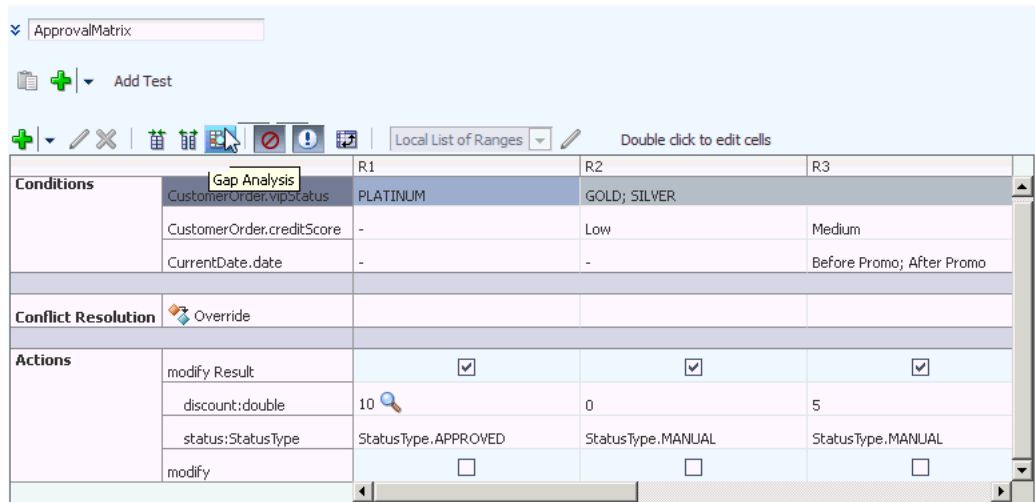 ApprovalMatrix
Add Test
Local List of Ranges Double click to edit cells
R1 R2 R3
Gap Analysis
Conditions CustomerOrder.vipStatus PLATINUM GOLD; SILVER
CustomerOrder.creditScore - Low Medium
CurrentDate.date - - Before Promo; After Promo
Conflict Resolution Override
Actions modify Result
discount:double 10 0 5
status:StatusType StatusType.APPROVED StatusType.MANUAL StatusType.MANUAL
modify